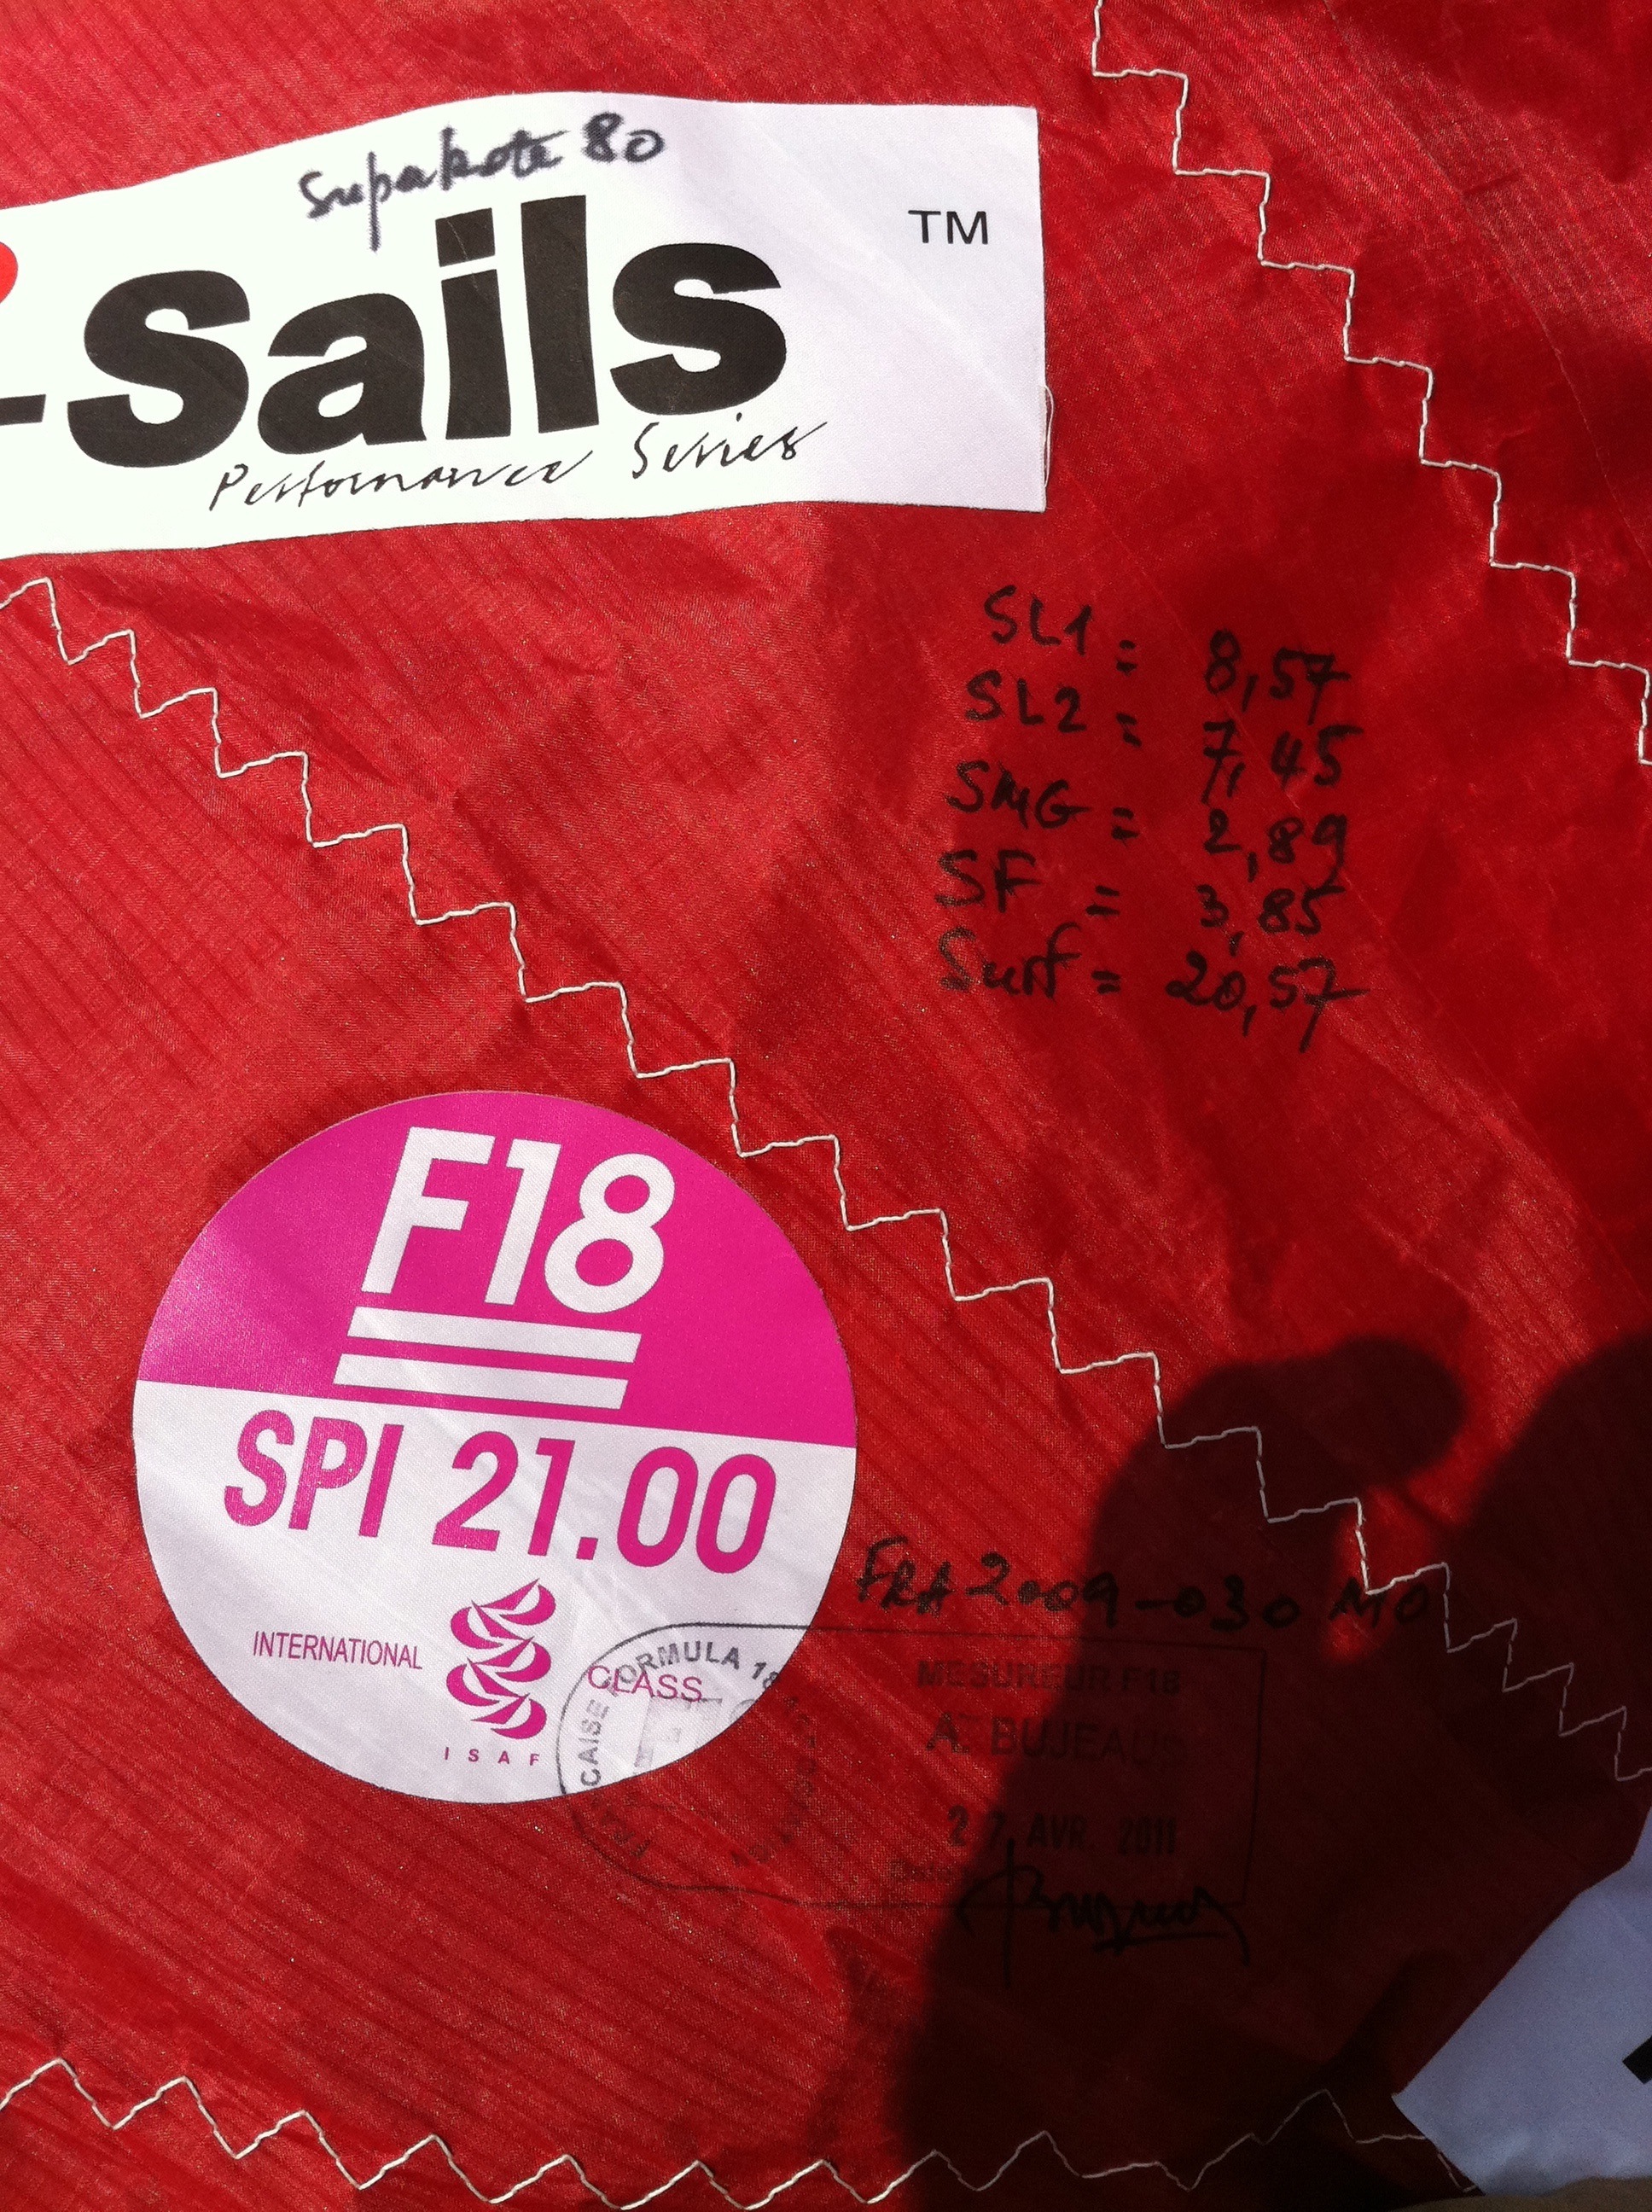 Supakote 80
-Sails TM
Performance Series
SL1 = 8,57
SL2 = 7,45
SMG = 2,89
SF = 3,85
Surf = 20,57
F18
SPI 21.00
INTERNATIONAL CLASS
ISAF
FRA 2009-030 MO
FORMULA 18
MESUREUR F18
A. BUJEAUD
27 AVR. 2011